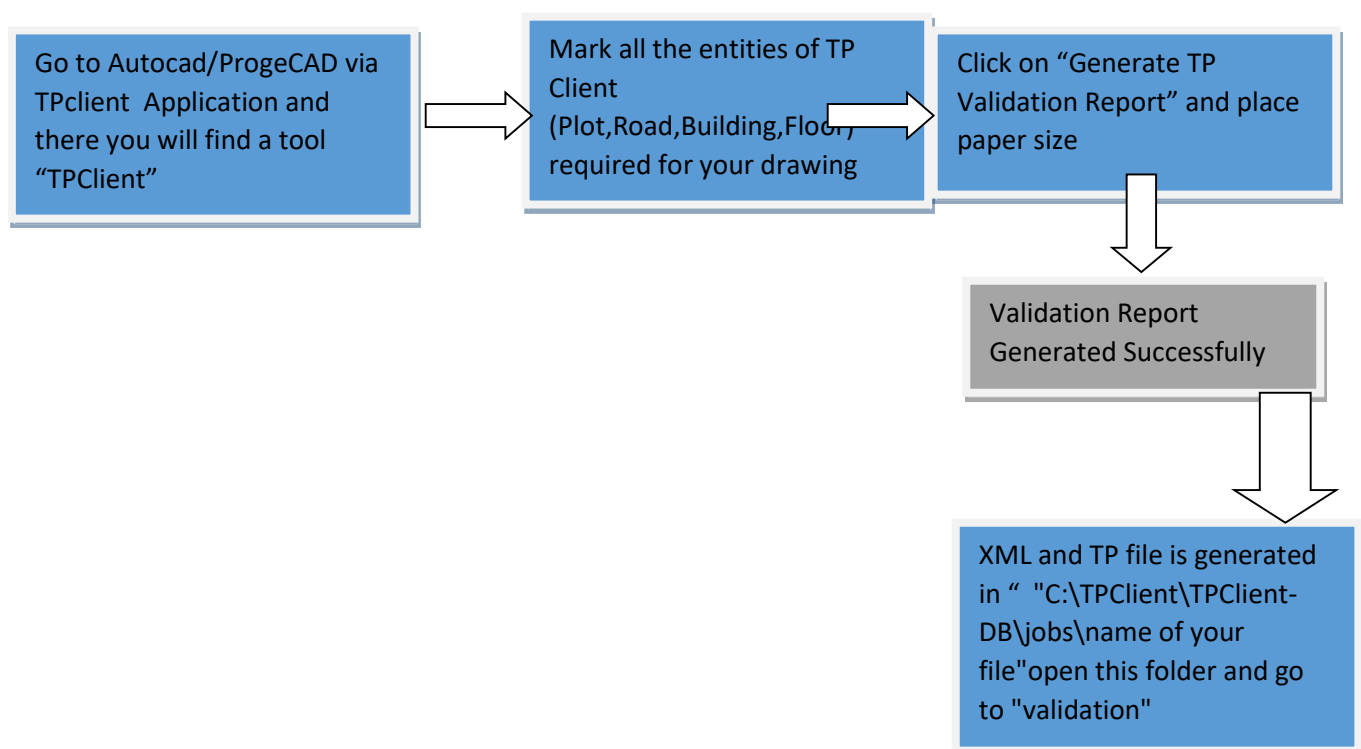 Go to Autocad/ProgeCAD via
TPclient  Application and
there you will find a tool
“TPClient”
Mark all the entities of TP
Client
(Plot,Road,Building,Floor)
required for your drawing
Click on “Generate TP
Validation Report” and place
paper size
Validation Report
Generated Successfully
XML and TP file is generated
in “  "C:\TPClient\TPClient-
DB\jobs\name of your
file"open this folder and go
to "validation"